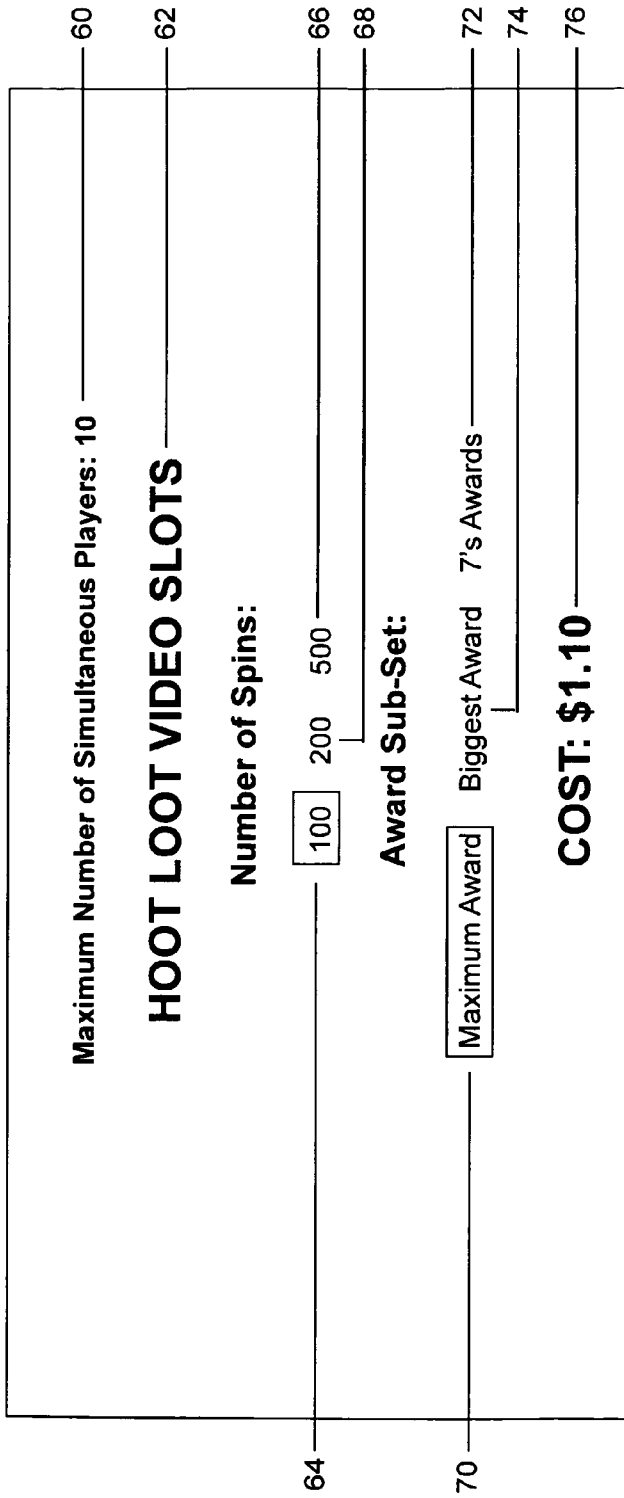 Maximum Number of Simultaneous Players: 10 60
HOOT LOOT VIDEO SLOTS 62
Number of Spins:
64 100 200 500 66
68
Award Sub-Set:
70 Maximum Award Biggest Award 7's Awards 72
74
COST: $1.10 76